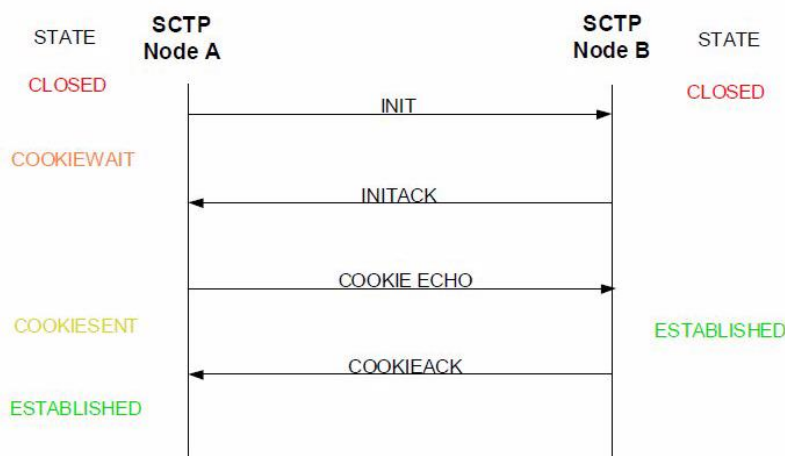 STATE
SCTP
Node A
SCTP
Node B
STATE
CLOSED
CLOSED
INIT
COOKIEWAIT
INITACK
COOKIE ECHO
COOKIESENT
ESTABLISHED
COOKIEACK
ESTABLISHED